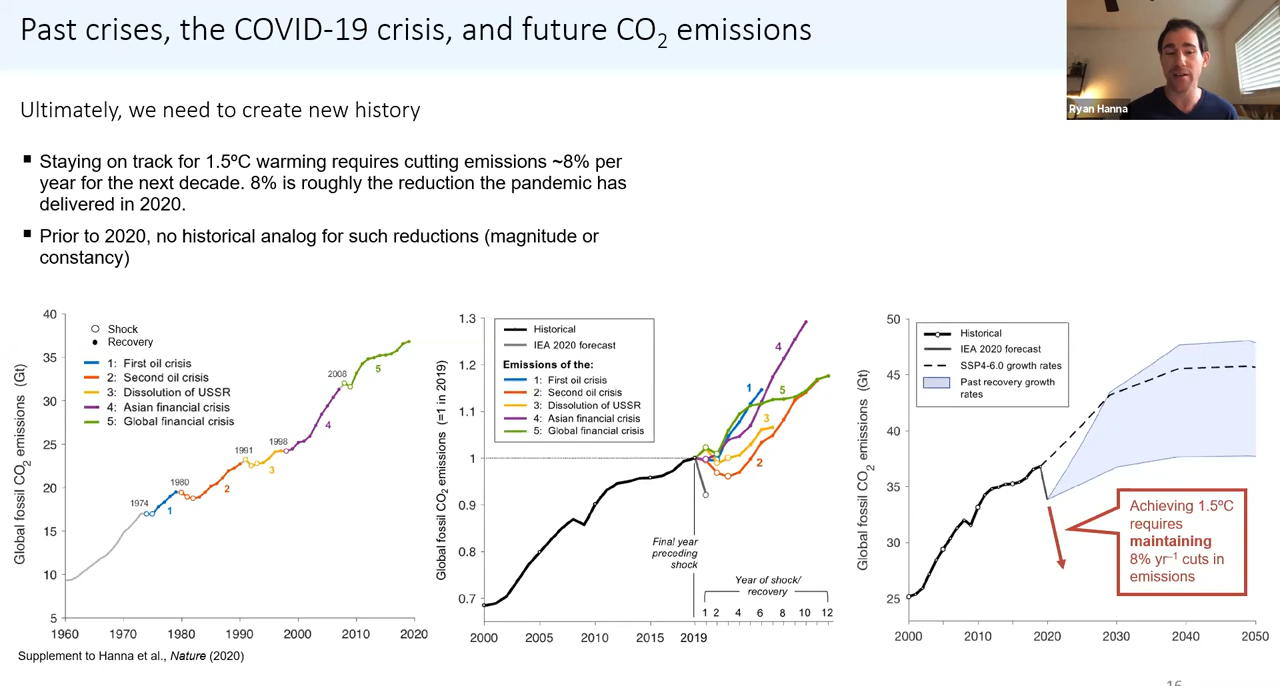 Past crises, the COVID-19 crisis, and future CO2 emissions
Ryan Hanna
Ultimately, we need to create new history
▪ Staying on track for 1.5ºC warming requires cutting emissions ~8% per
year for the next decade. 8% is roughly the reduction the pandemic has
delivered in 2020.
▪ Prior to 2020, no historical analog for such reductions (magnitude or
constancy)
Global fossil CO2 emissions (Gt)
40
35
30
25
20
15
10
5
1960
1970
1980
1990
2000
2010
2020
Shock
Recovery
1: First oil crisis
2: Second oil crisis
3: Dissolution of USSR
4: Asian financial crisis
5: Global financial crisis
1974
1980
1991
1998
2008
1
2
3
4
5
Supplement to Hanna et al., Nature (2020)
Global fossil CO2 emissions (=1 in 2019)
1.3
1.2
1.1
1
0.9
0.8
0.7
2000
2005
2010
2015
2019
Historical
IEA 2020 forecast
Emissions of the:
1: First oil crisis
2: Second oil crisis
3: Dissolution of USSR
4: Asian financial crisis
5: Global financial crisis
4
1
5
3
2
Final year
preceding
shock
Year of shock/
recovery
1 2 4 6 8 10 12
Global fossil CO2 emissions (Gt)
50
45
40
35
30
25
2000
2010
2020
2030
2040
2050
Historical
IEA 2020 forecast
SSP4-6.0 growth rates
Past recovery growth
rates
Achieving 1.5ºC
requires
maintaining
8% yr⁻¹ cuts in
emissions